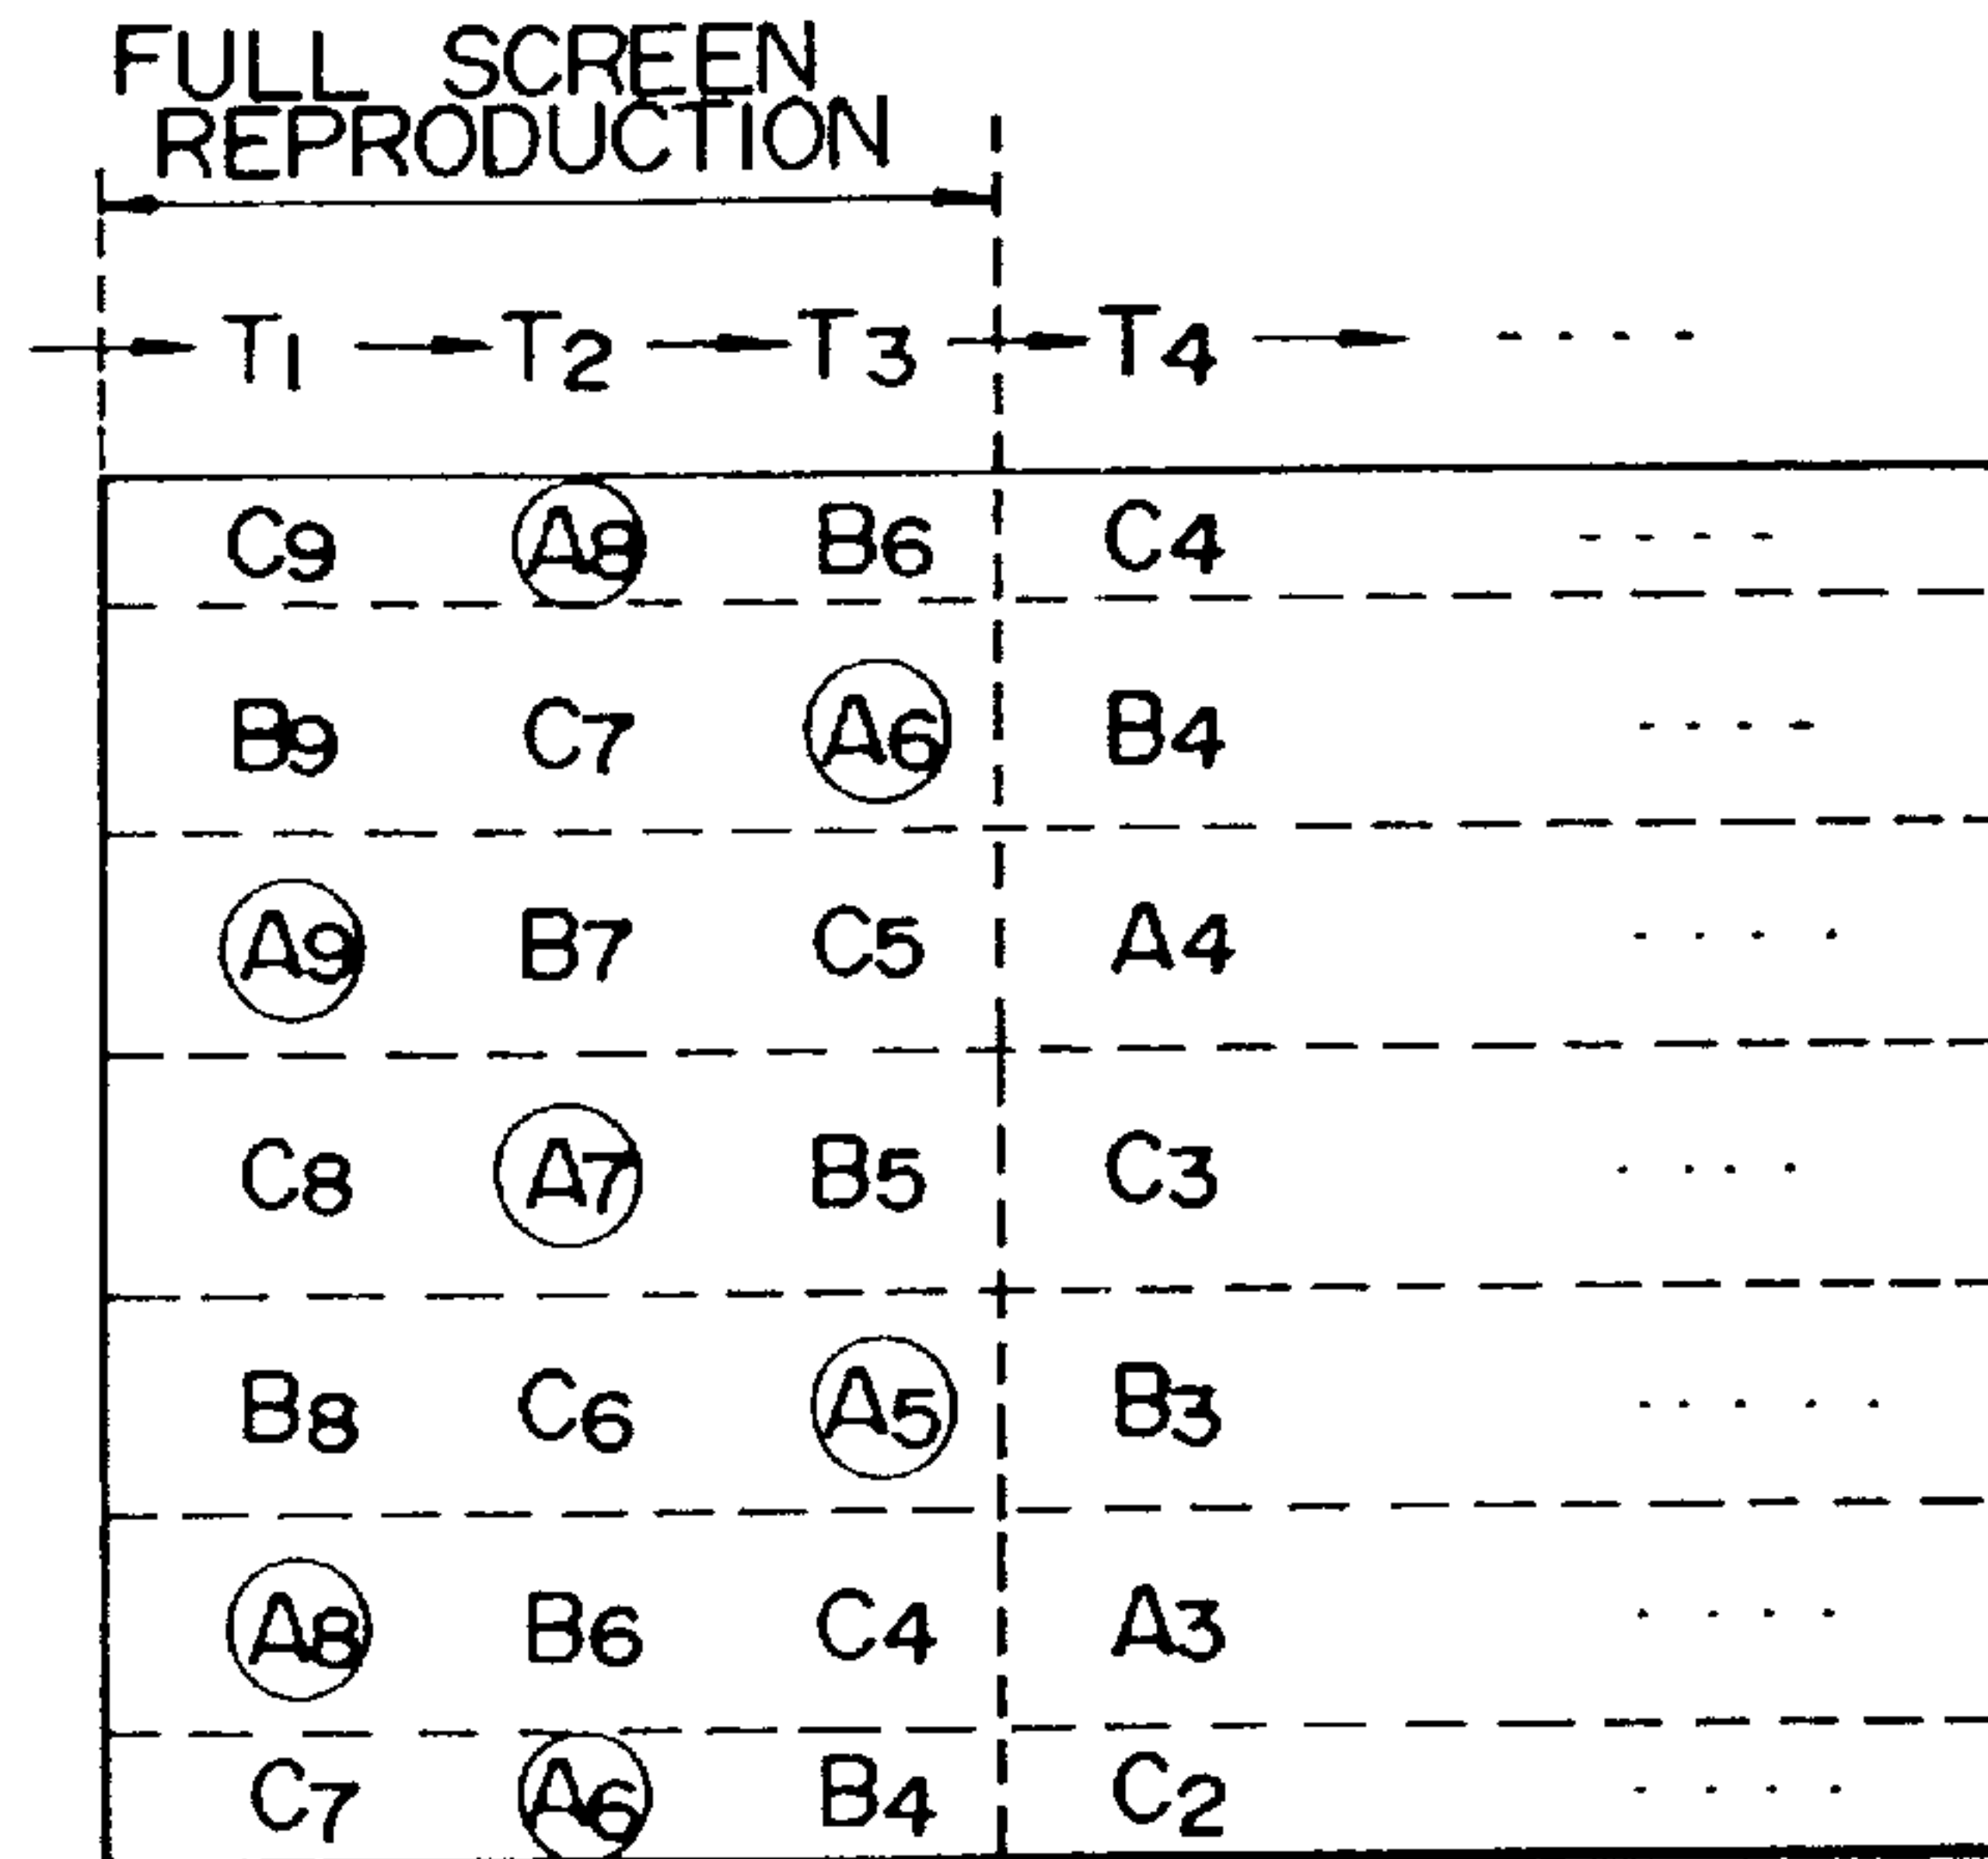 FULL SCREEN
REPRODUCTION
T1 T2 T3 T4 ....
C9 A8 B6 C4 ....
B9 C7 A6 B4 ....
A9 B7 C5 A4 ....
C8 A7 B5 C3 ....
B8 C6 A5 B3 .....
A8 B6 C4 A3 ....
C7 A6 B4 C2 ....